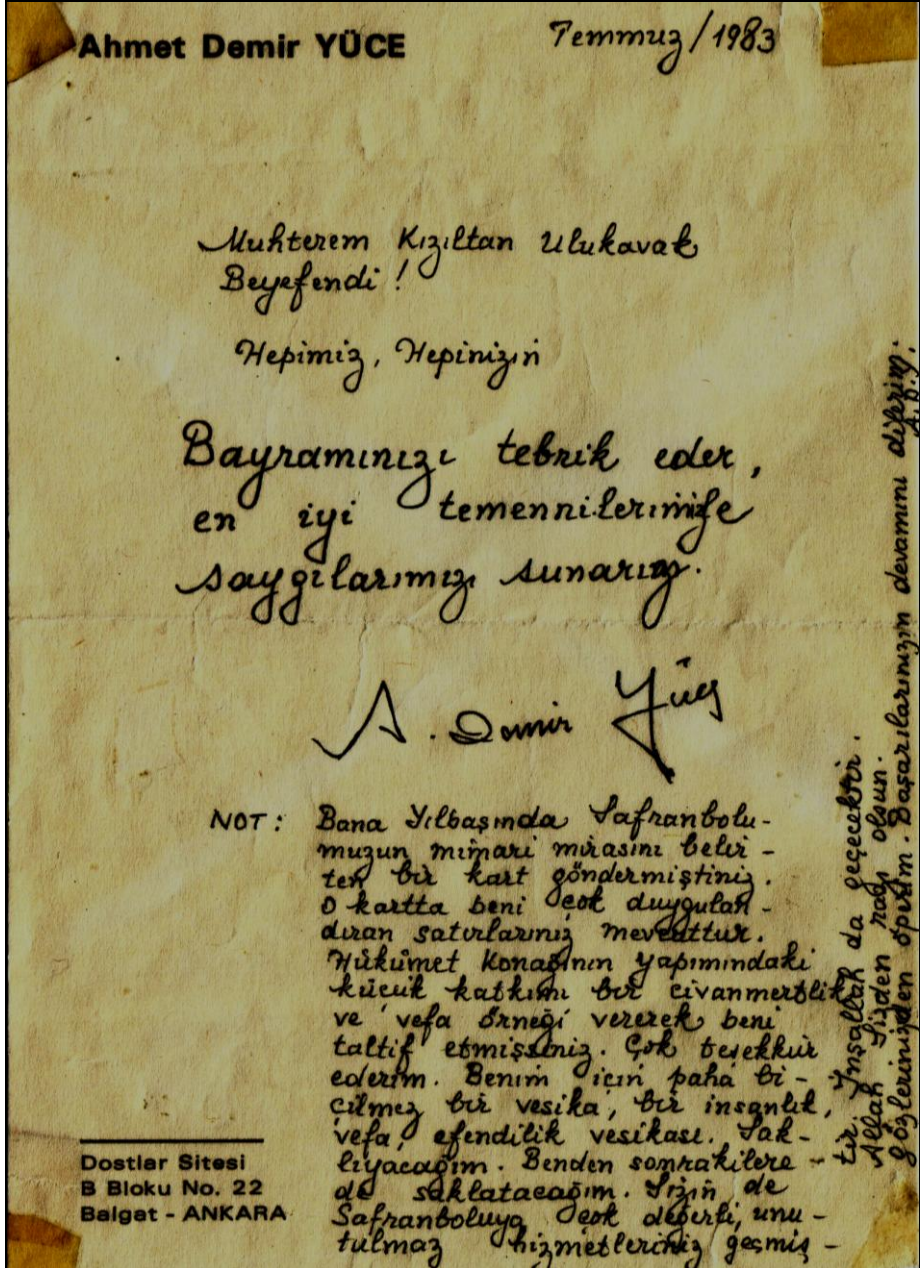 Ahmet Demir YÜCE
Temmuz/1983
Muhterem Kızıltan Ulukavak
Beyefendi!
Hepimiz, Hepinizin
Bayramınızı tebrik eder,
en iyi temennilerimizle
saygılarımızı sunarız.
A. Demir Yüce
NOT: Bana Yılbaşında Safranbolu-
muzun mimari mirasını belir-
ten bir kart göndermiştiniz.
O kartta beni çok duygulan-
dıran satırlarınız mevcuttur.
Hükümet Konağının yapımındaki
küçük katkımı bir civanmertlik
ve vefa örneği vererek beni
taltif etmişsiniz. Çok teşekkür
ederim. Benim için paha bi-
çilmez bir vesika, bir insanlık,
vefa, efendilik vesikası. Sak-
lıyacağım. Benden sonrakilere
de saklatacağım. Sizin de
Safranboluya çok değerli, unu-
tulmaz hizmetleriniz geçmiş-
tir. İnşallah da geçecektir.
Allah Sizden razı olsun.
Gözlerinizden öperim. Başarılarınızın devamını dilerim.
A.D.Y
Dostlar Sitesi
B Bloku No. 22
Balgat - ANKARA